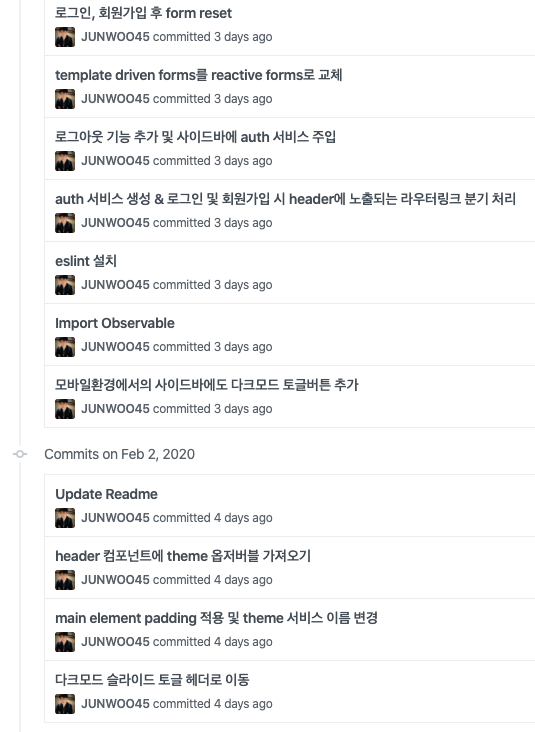 로그인, 회원가입 후 form reset
JUNWOO45 committed 3 days ago
template driven forms를 reactive forms로 교체
JUNWOO45 committed 3 days ago
로그아웃 기능 추가 및 사이드바에 auth 서비스 주입
JUNWOO45 committed 3 days ago
auth 서비스 생성 & 로그인 및 회원가입 시 header에 노출되는 라우터링크 분기 처리
JUNWOO45 committed 3 days ago
eslint 설치
JUNWOO45 committed 3 days ago
Import Observable
JUNWOO45 committed 3 days ago
모바일환경에서의 사이드바에도 다크모드 토글버튼 추가
JUNWOO45 committed 3 days ago
Commits on Feb 2, 2020
Update Readme
JUNWOO45 committed 4 days ago
header 컴포넌트에 theme 옵저버블 가져오기
JUNWOO45 committed 4 days ago
main element padding 적용 및 theme 서비스 이름 변경
JUNWOO45 committed 4 days ago
다크모드 슬라이드 토글 헤더로 이동
JUNWOO45 committed 4 days ago